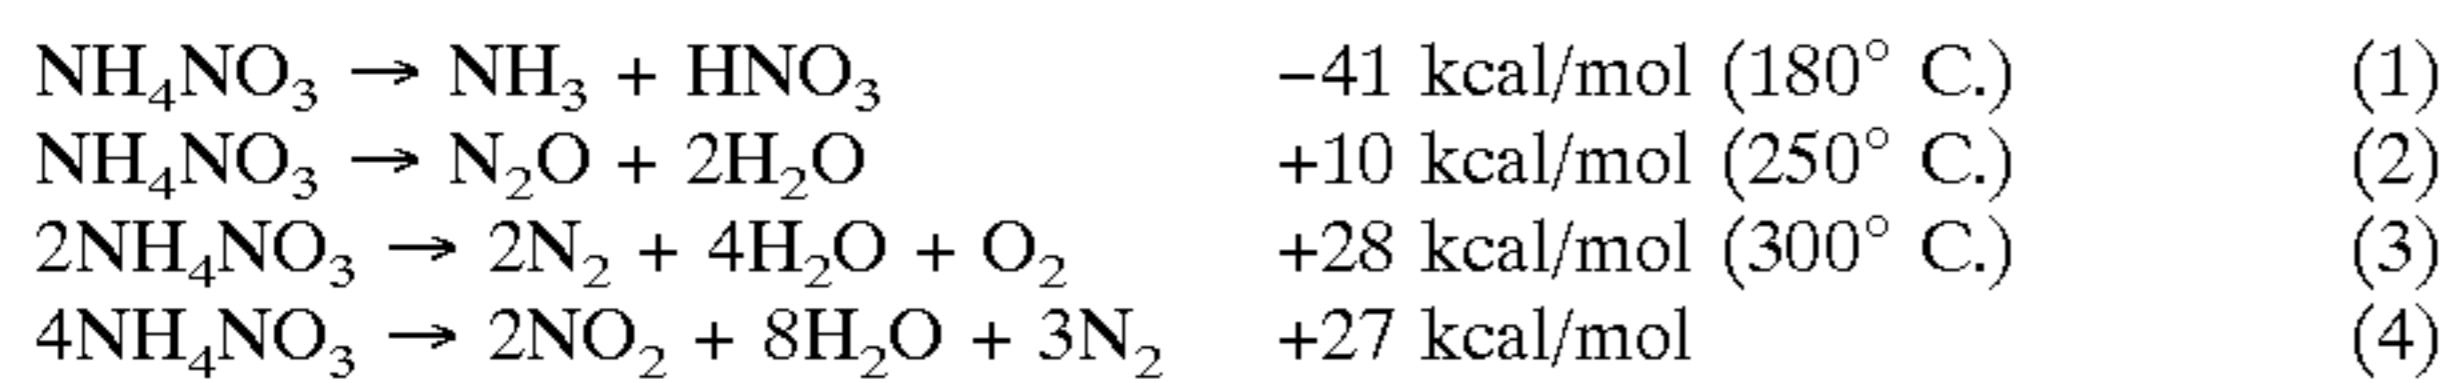 NH₄NO₃ → NH₃ + HNO₃ −41 kcal/mol (180° C.) (1)
NH₄NO₃ → N₂O + 2H₂O +10 kcal/mol (250° C.) (2)
2NH₄NO₃ → 2N₂ + 4H₂O + O₂ +28 kcal/mol (300° C.) (3)
4NH₄NO₃ → 2NO₂ + 8H₂O + 3N₂ +27 kcal/mol (4)